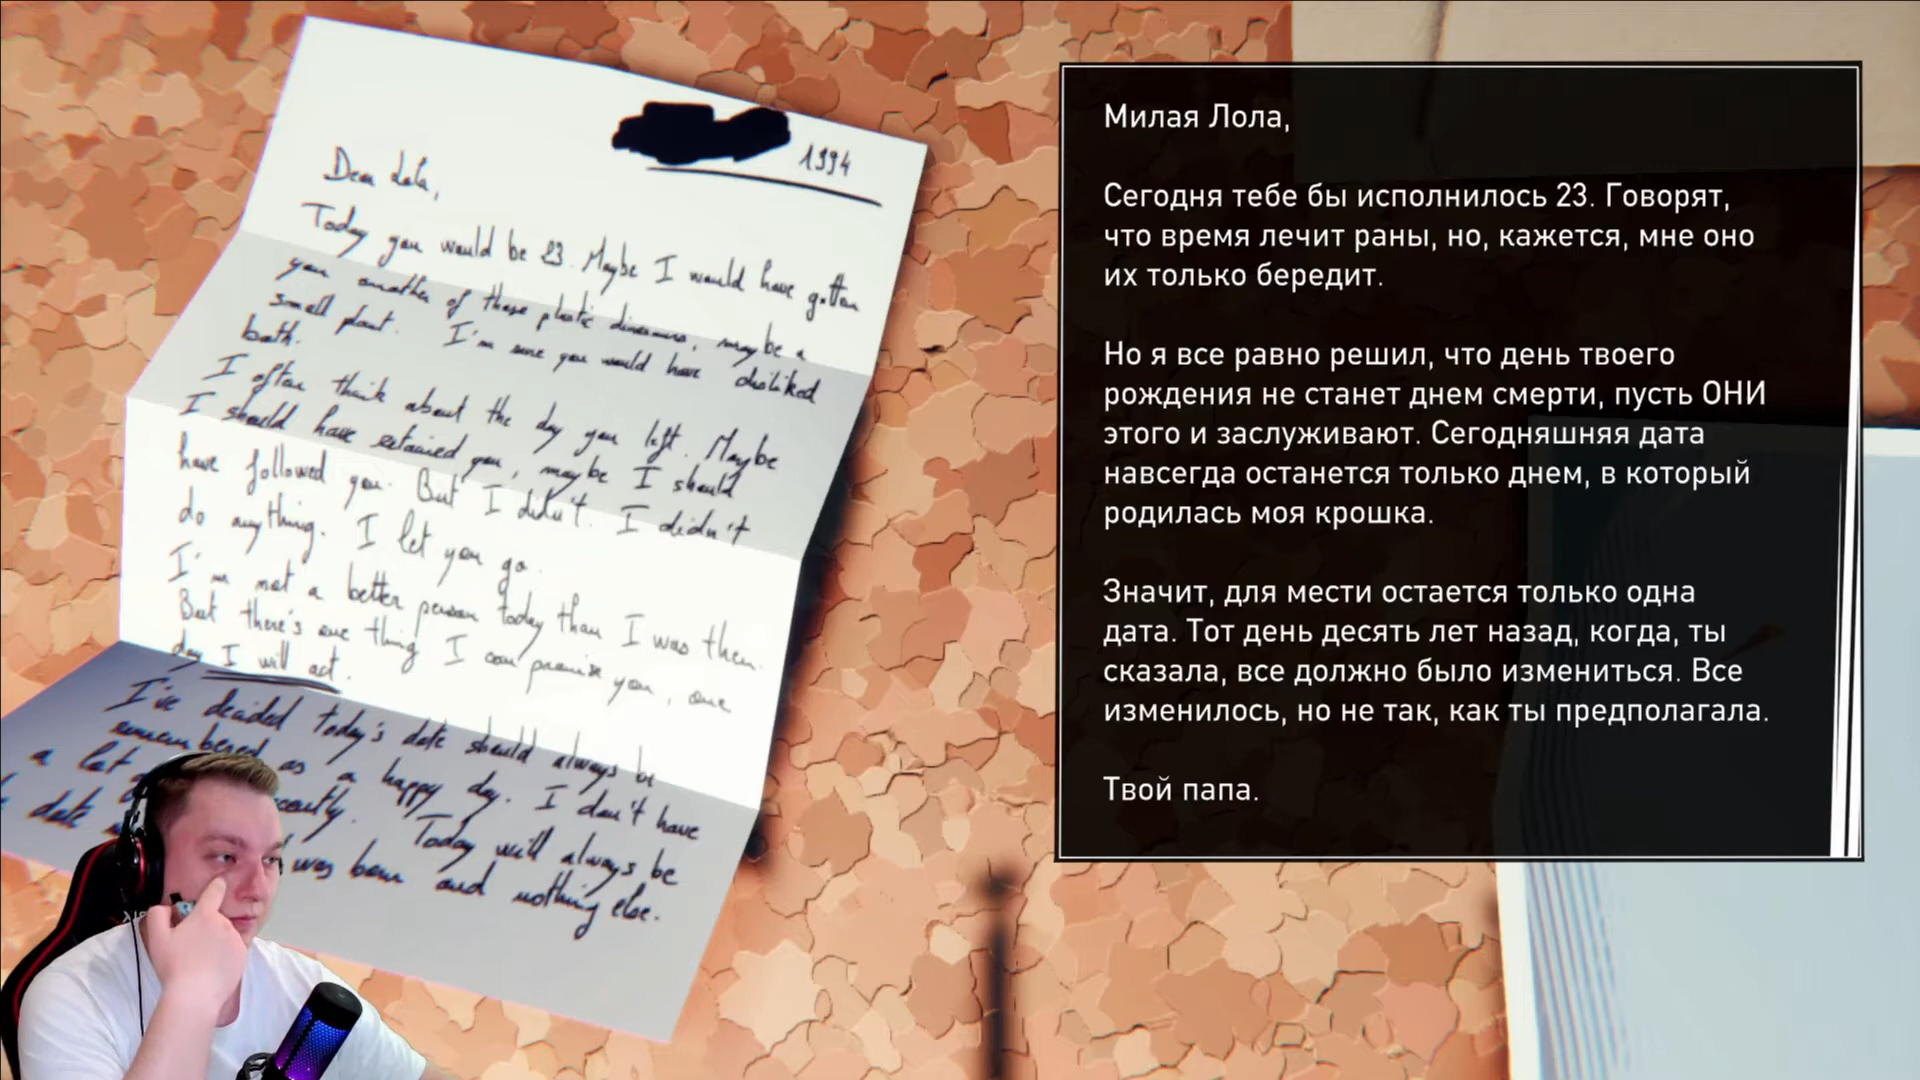 1994
Dear Lola,
Today you would be 23. Maybe I would have gotten
you another of those plastic dinosaurs, maybe a
small plant. I'm sure you would have disliked
both.
I often think about the day you left. Maybe
I should have retained you, maybe I should
have followed you. But I didn't. I didn't
do anything. I let you go.
I'm not a better person today than I was then.
But there's one thing I can promise you, one
day I will act.
I've decided today's date should always be
remembered as a happy day. I don't have
a lot Today will always be
date was born and nothing else.
Милая Лола,
Сегодня тебе бы исполнилось 23. Говорят,
что время лечит раны, но, кажется, мне оно
их только бередит.
Но я все равно решил, что день твоего
рождения не станет днем смерти, пусть ОНИ
этого и заслуживают. Сегодняшняя дата
навсегда останется только днем, в который
родилась моя крошка.
Значит, для мести остается только одна
дата. Тот день десять лет назад, когда, ты
сказала, все должно было измениться. Все
изменилось, но не так, как ты предполагала.
Твой папа.